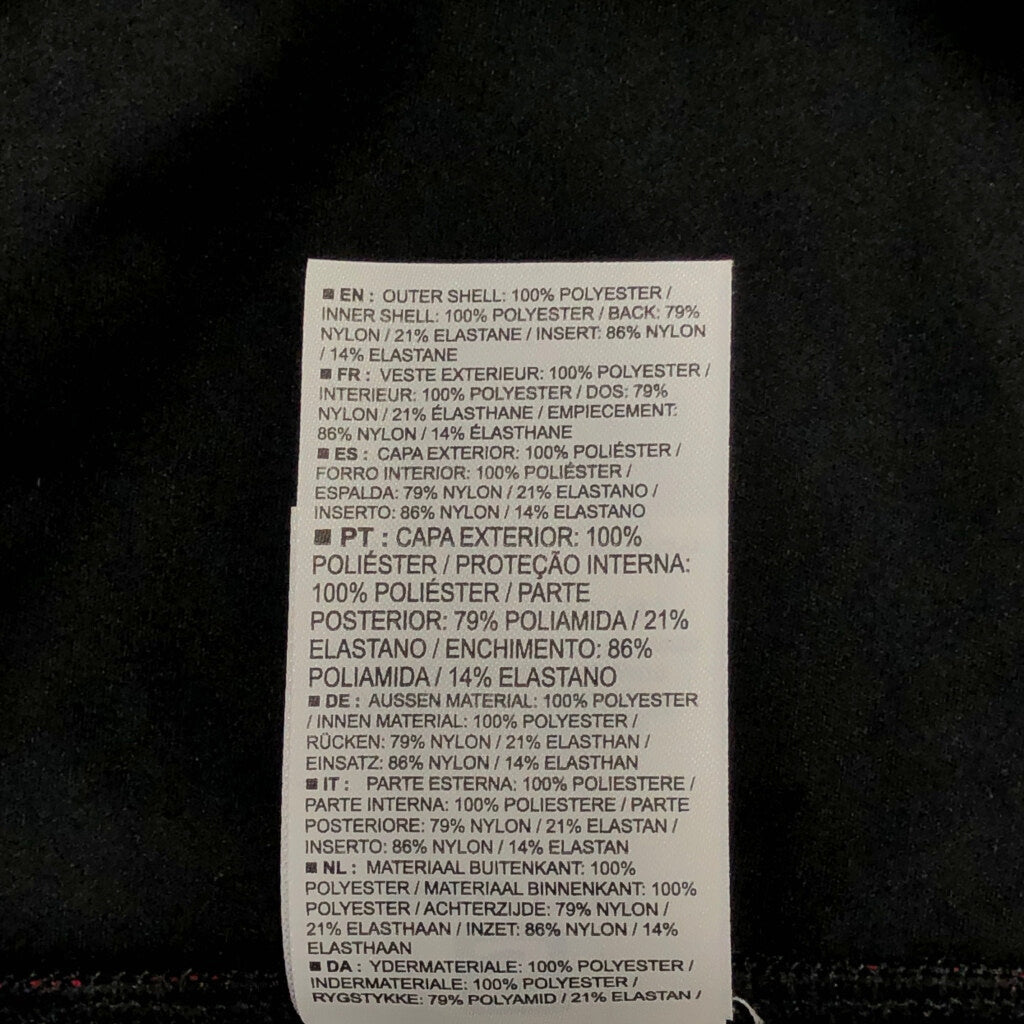 EN : OUTER SHELL: 100% POLYESTER /
INNER SHELL: 100% POLYESTER / BACK: 79%
NYLON / 21% ELASTANE / INSERT: 86% NYLON
/ 14% ELASTANE
FR : VESTE EXTERIEUR: 100% POLYESTER /
INTERIEUR: 100% POLYESTER / DOS: 79%
NYLON / 21% ÉLASTHANE / EMPIECEMENT:
86% NYLON / 14% ÉLASTHANE
ES : CAPA EXTERIOR: 100% POLIÉSTER /
FORRO INTERIOR: 100% POLIÉSTER /
ESPALDA: 79% NYLON / 21% ELASTANO /
INSERTO: 86% NYLON / 14% ELASTANO
PT : CAPA EXTERIOR: 100%
POLIÉSTER / PROTEÇÃO INTERNA:
100% POLIÉSTER / PARTE
POSTERIOR: 79% POLIAMIDA / 21%
ELASTANO / ENCHIMENTO: 86%
POLIAMIDA / 14% ELASTANO
DE : AUSSEN MATERIAL: 100% POLYESTER
/ INNEN MATERIAL: 100% POLYESTER /
RÜCKEN: 79% NYLON / 21% ELASTHAN /
EINSATZ: 86% NYLON / 14% ELASTHAN
IT : PARTE ESTERNA: 100% POLIESTERE /
PARTE INTERNA: 100% POLIESTERE / PARTE
POSTERIORE: 79% NYLON / 21% ELASTAN /
INSERTO: 86% NYLON / 14% ELASTAN
NL : MATERIAAL BUITENKANT: 100%
POLYESTER / MATERIAAL BINNENKANT: 100%
POLYESTER / ACHTERZIJDE: 79% NYLON /
21% ELASTHAAN / INZET: 86% NYLON / 14%
ELASTHAAN
DA : YDERMATERIALE: 100% POLYESTER /
INDERMATERIALE: 100% POLYESTER /
RYGSTYKKE: 79% POLYAMID / 21% ELASTAN /